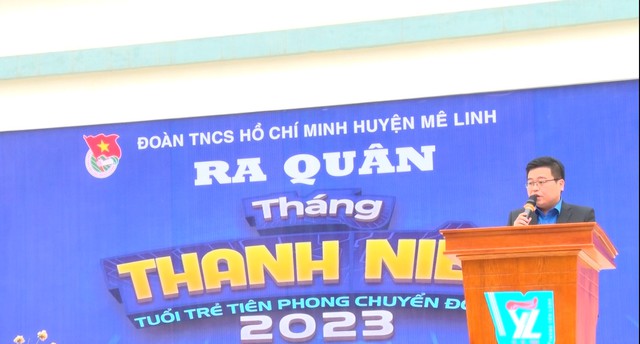 ĐOÀN TNCS HỒ CHÍ MINH HUYỆN MÊ LINH
RA QUÂN
Tháng
THANH NIÊ
TUỔI TRẺ TIÊN PHONG CHUYỂN ĐỔ
2023
YL